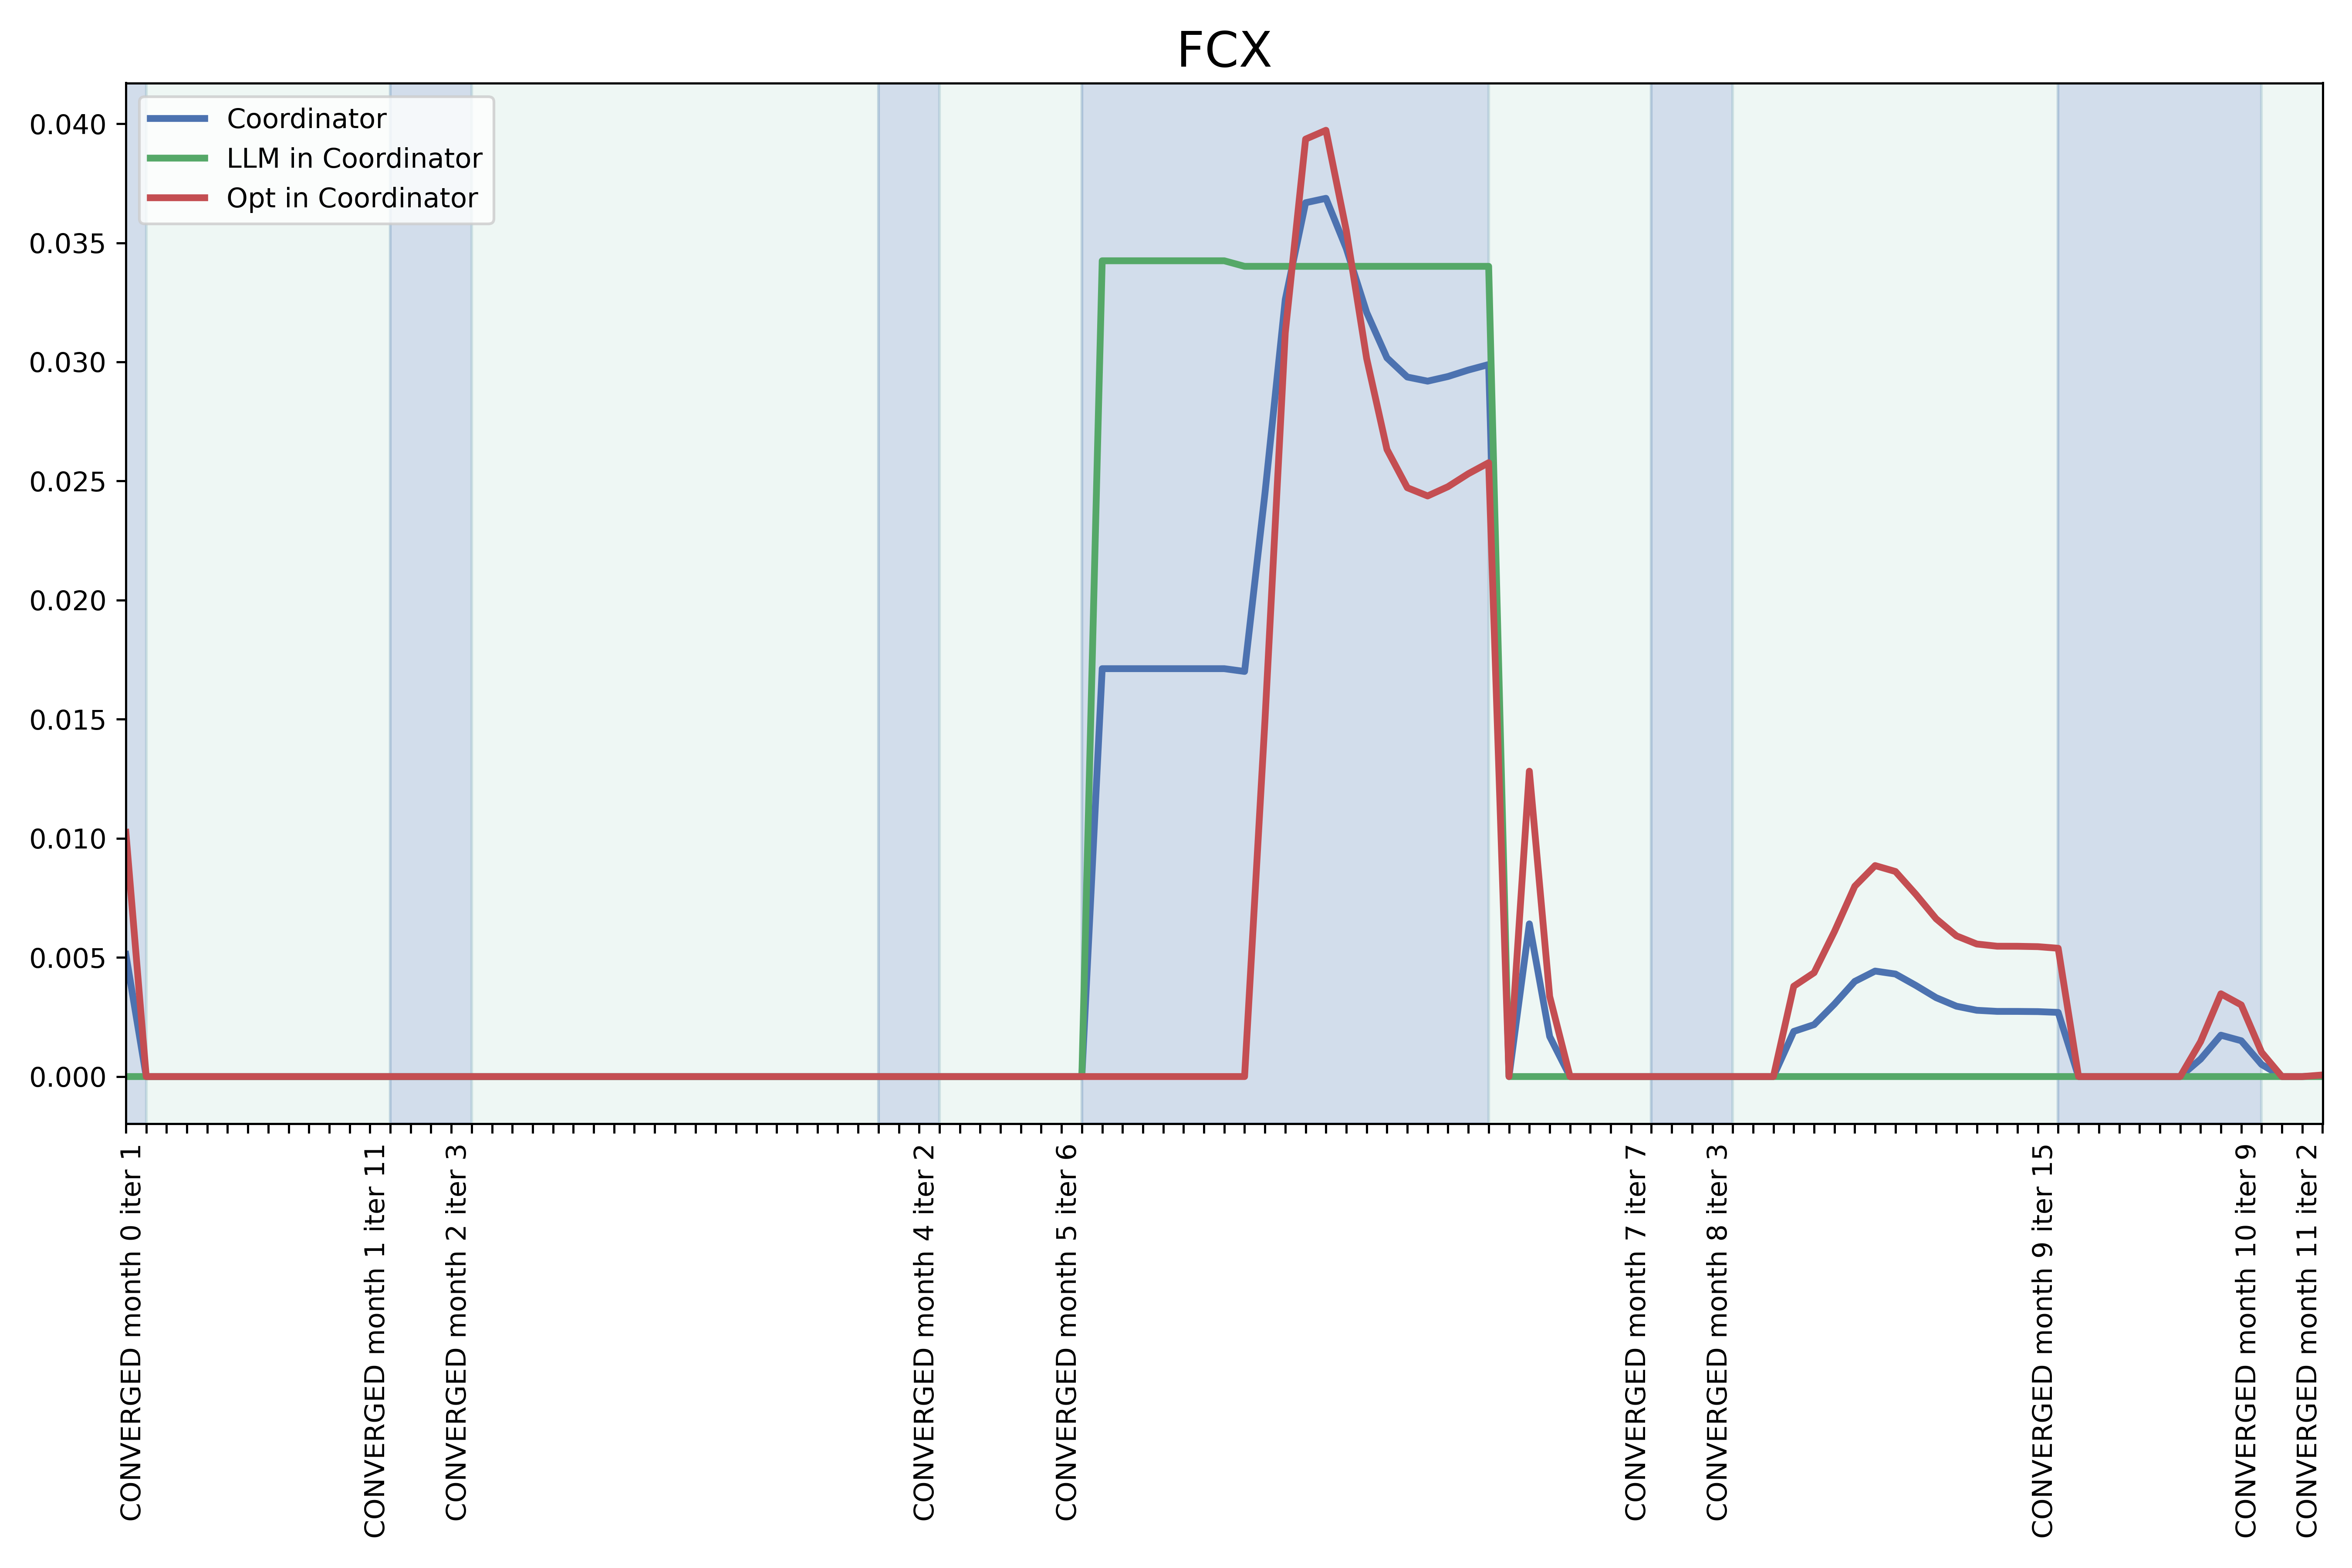 FCX
Coordinator
LLM in Coordinator
Opt in Coordinator
0.040
0.035
0.030
0.025
0.020
0.015
0.010
0.005
0.000
CONVERGED month 0 iter 1
CONVERGED month 1 iter 11
CONVERGED month 2 iter 3
CONVERGED month 4 iter 2
CONVERGED month 5 iter 6
CONVERGED month 7 iter 7
CONVERGED month 8 iter 3
CONVERGED month 9 iter 15
CONVERGED month 10 iter 9
CONVERGED month 11 iter 2